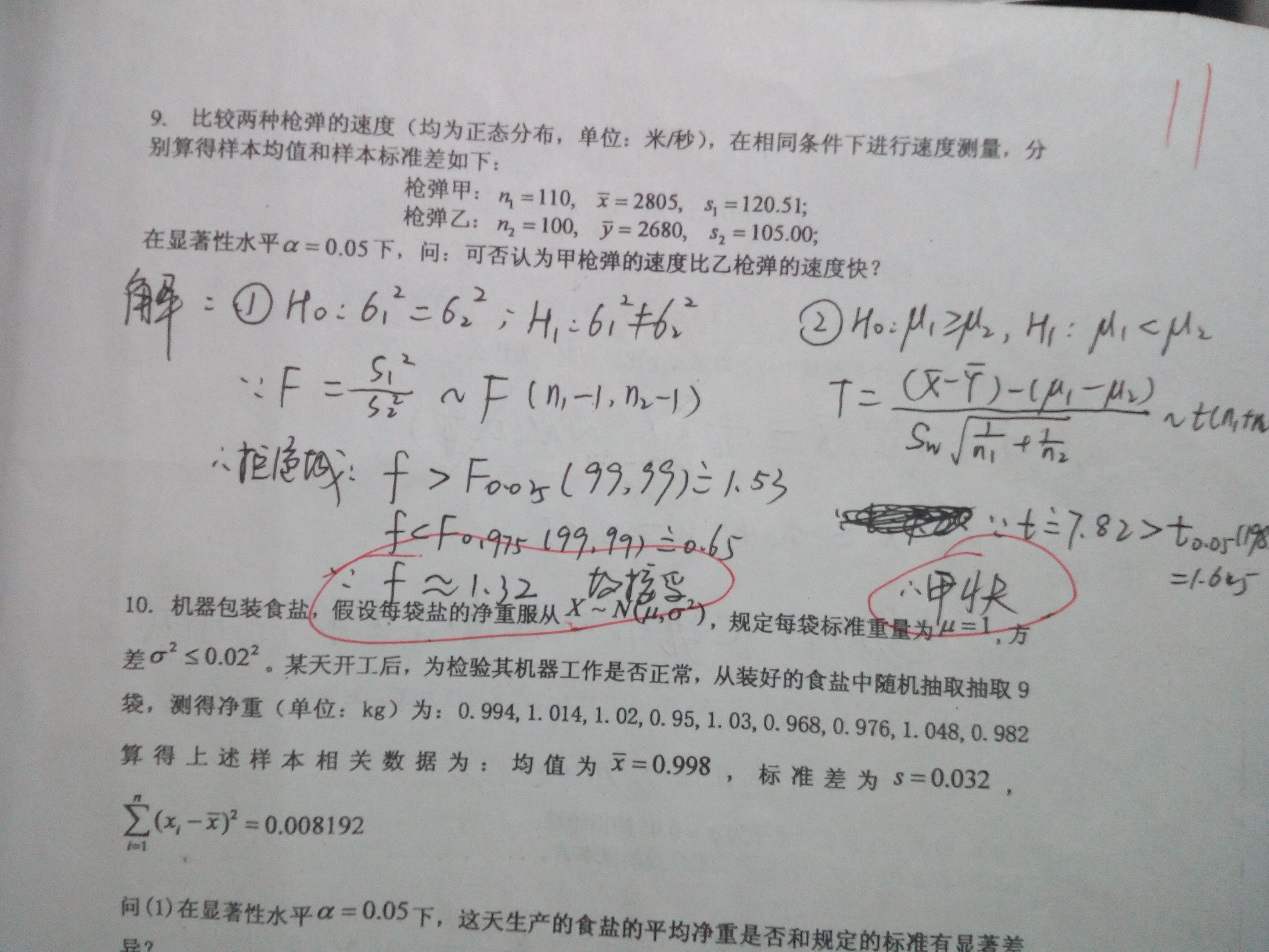 11
9. 比较两种枪弹的速度（均为正态分布，单位：米/秒），在相同条件下进行速度测量，分
别算得样本均值和样本标准差如下：
枪弹甲：n₁=110, x̄=2805, s₁=120.51;
枪弹乙：n₂=100, ȳ=2680, s₂=105.00;
在显著性水平α=0.05下，问：可否认为甲枪弹的速度比乙枪弹的速度快？
解：① H₀：σ₁²=σ₂²；H₁：σ₁²≠σ₂²
∵F=S₁²/S₂² ~ F(n₁-1, n₂-1)
∴拒绝域：f > F0.025(99,99)≐1.53
f<F0.975(99,99)≐0.65
∵ f≈1.32 故接受
② H₀：μ₁≥μ₂, H₁：μ₁<μ₂
T=((X̄-Ȳ)-(μ₁-μ₂))/(Sw√(1/n₁+1/n₂)) ~t(n₁+n₂
∵t≐7.82>t0.05(198
=1.645
∴甲快
10. 机器包装食盐，假设每袋盐的净重服从X~N(μ,σ²)，规定每袋标准重量为μ=1，方
差σ²≤0.02²。某天开工后，为检验其机器工作是否正常，从装好的食盐中随机抽取抽取9
袋，测得净重（单位：kg）为：0.994,1.014,1.02,0.95,1.03,0.968,0.976,1.048,0.982
算得上述样本相关数据为：均值为x̄=0.998，标准差为s=0.032，
∑ᵢ₌₁ⁿ(xᵢ-x̄)²=0.008192
问(1)在显著性水平α=0.05下，这天生产的食盐的平均净重是否和规定的标准有显著差
异？